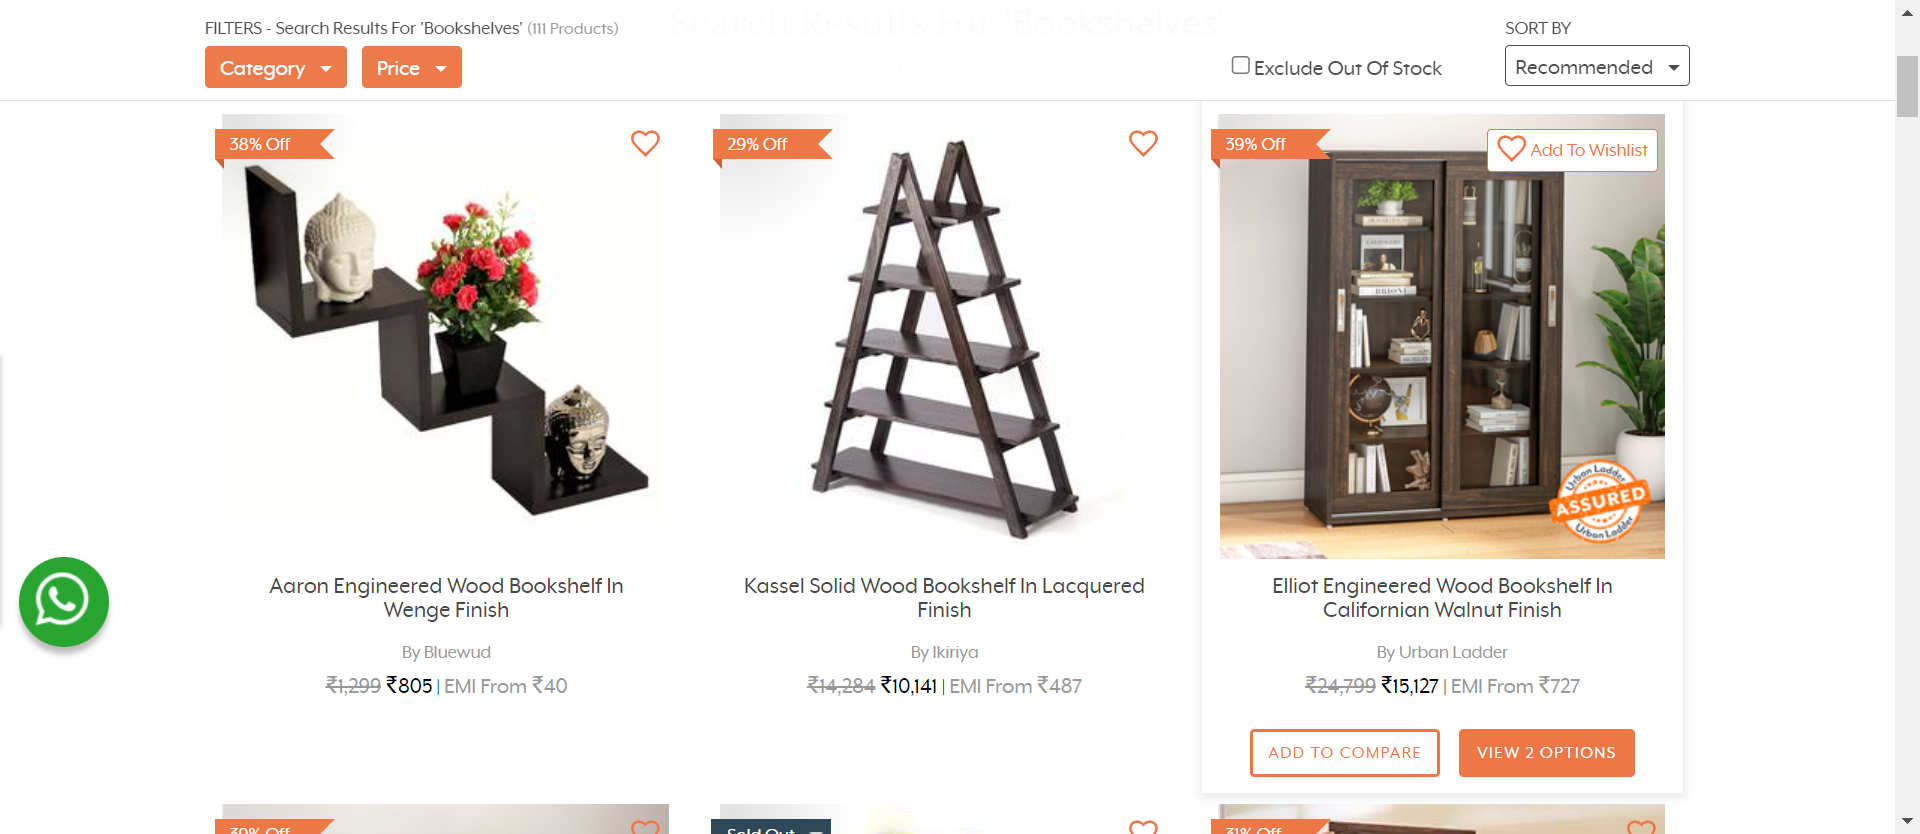 Search Results For 'Bookshelves'
FILTERS - Search Results For 'Bookshelves' (111 Products)
SORT BY
Category
Price
Exclude Out Of Stock
Recommended
38% Off
29% Off
39% Off
Add To Wishlist
BRIONI
Urban Ladder
ASSURED
Urban Ladder
Aaron Engineered Wood Bookshelf In
Wenge Finish
By Bluewud
₹1,299 ₹805 | EMI From ₹40
Kassel Solid Wood Bookshelf In Lacquered
Finish
By Ikiriya
₹14,284 ₹10,141 | EMI From ₹487
Elliot Engineered Wood Bookshelf In
Californian Walnut Finish
By Urban Ladder
₹24,799 ₹15,127 | EMI From ₹727
ADD TO COMPARE
VIEW 2 OPTIONS
39% Off
Sold Out
31% Off